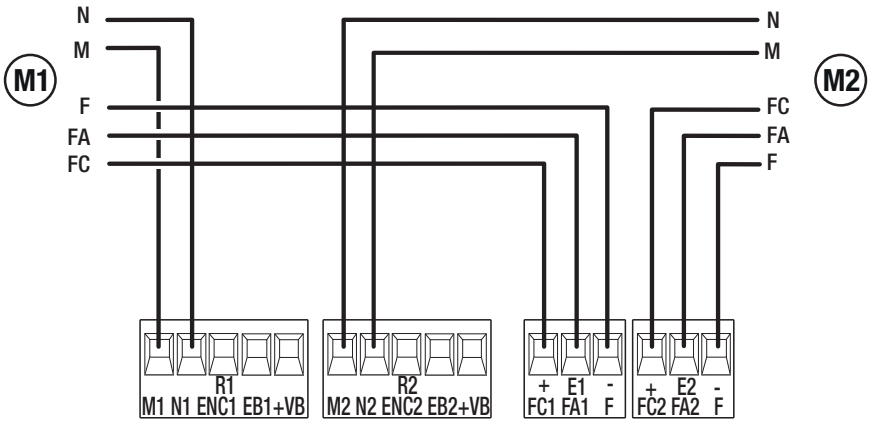 N N
M M
M1 M2
F FC
FA FA
FC F
R1 R2 + E1 - + E2 -
M1 N1 ENC1 EB1+VB M2 N2 ENC2 EB2+VB FC1 FA1 F FC2 FA2 F